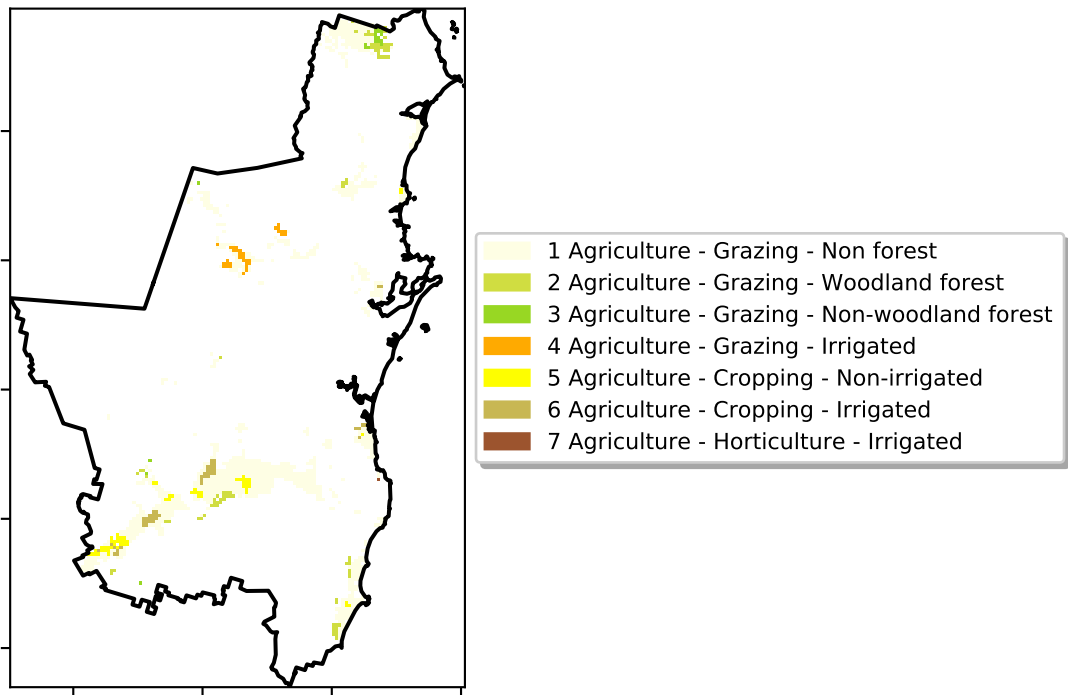 1 Agriculture - Grazing - Non forest
2 Agriculture - Grazing - Woodland forest
3 Agriculture - Grazing - Non-woodland forest
4 Agriculture - Grazing - Irrigated
5 Agriculture - Cropping - Non-irrigated
6 Agriculture - Cropping - Irrigated
7 Agriculture - Horticulture - Irrigated